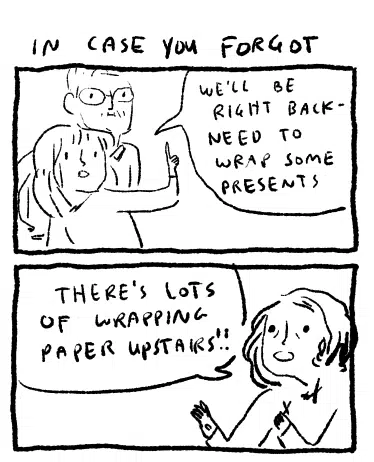 IN CASE YOU FORGOT
WE'LL BE
RIGHT BACK-
NEED TO
WRAP SOME
PRESENTS
THERE'S LOTS
OF WRAPPING
PAPER UPSTAIRS!!